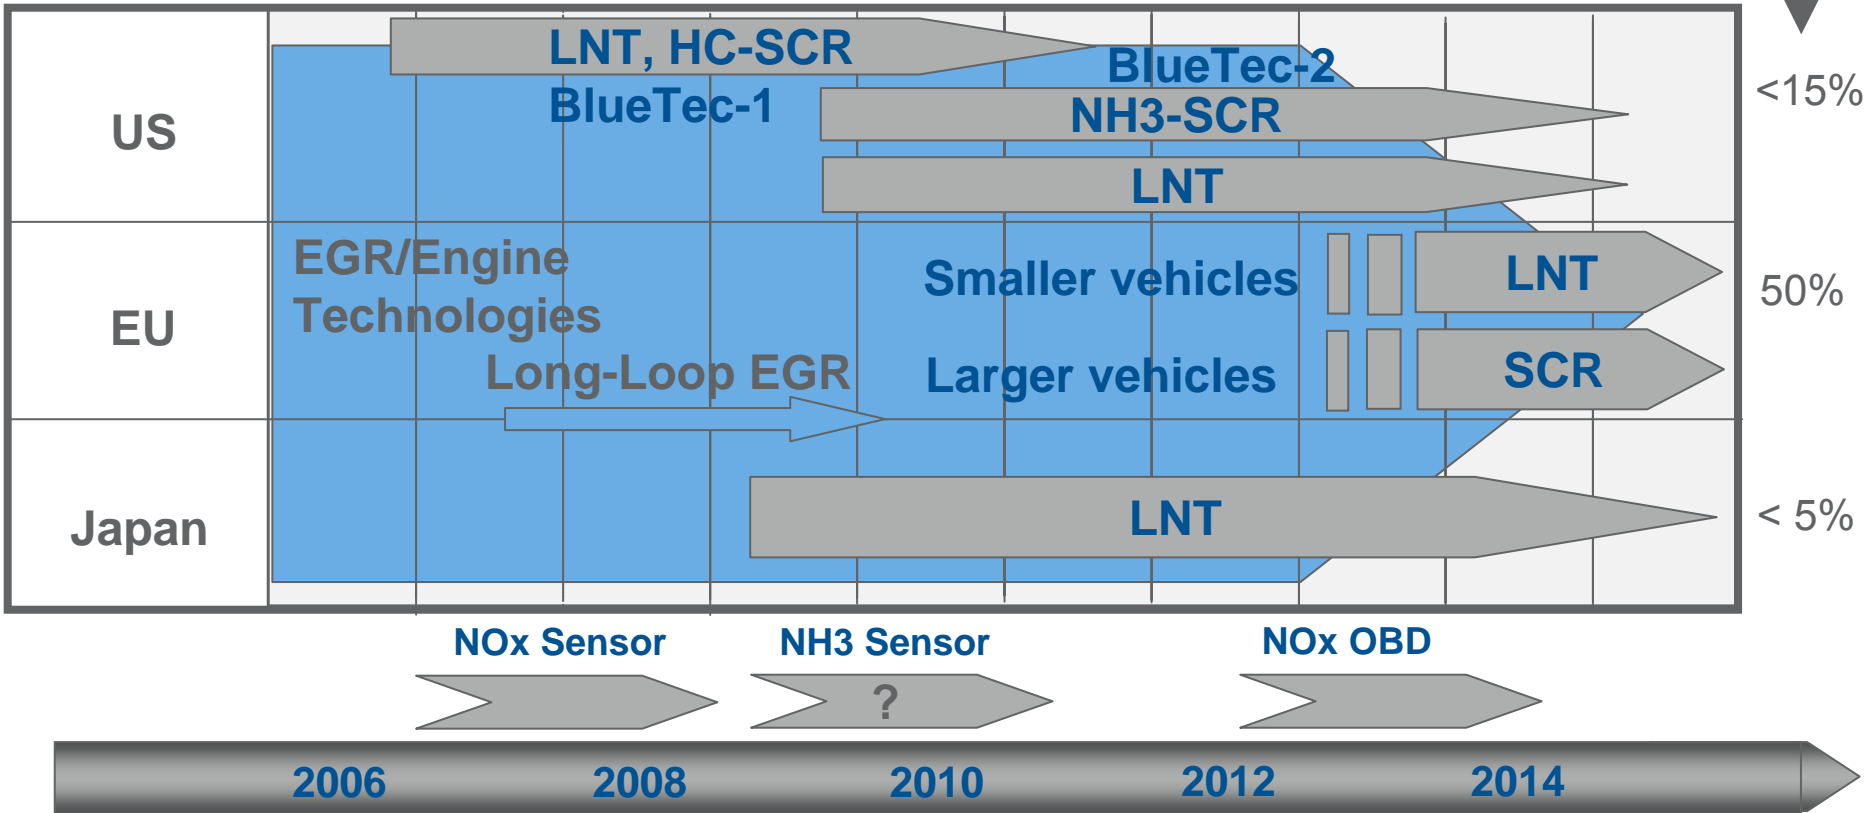 LNT, HC-SCR
BlueTec-1
BlueTec-2
NH3-SCR
LNT
US
<15%
EGR/Engine
Technologies
Long-Loop EGR
Smaller vehicles
LNT
Larger vehicles
SCR
EU
50%
Japan
LNT
< 5%
NOx Sensor
NH3 Sensor
NOx OBD
?
2006
2008
2010
2012
2014